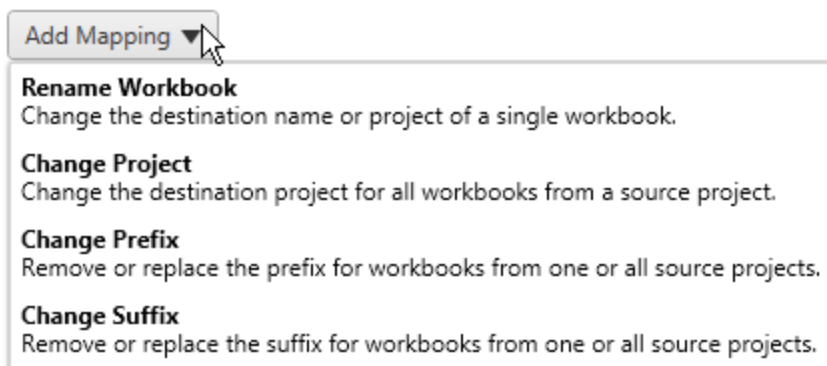 Add Mapping
Rename Workbook
Change the destination name or project of a single workbook.
Change Project
Change the destination project for all workbooks from a source project.
Change Prefix
Remove or replace the prefix for workbooks from one or all source projects.
Change Suffix
Remove or replace the suffix for workbooks from one or all source projects.